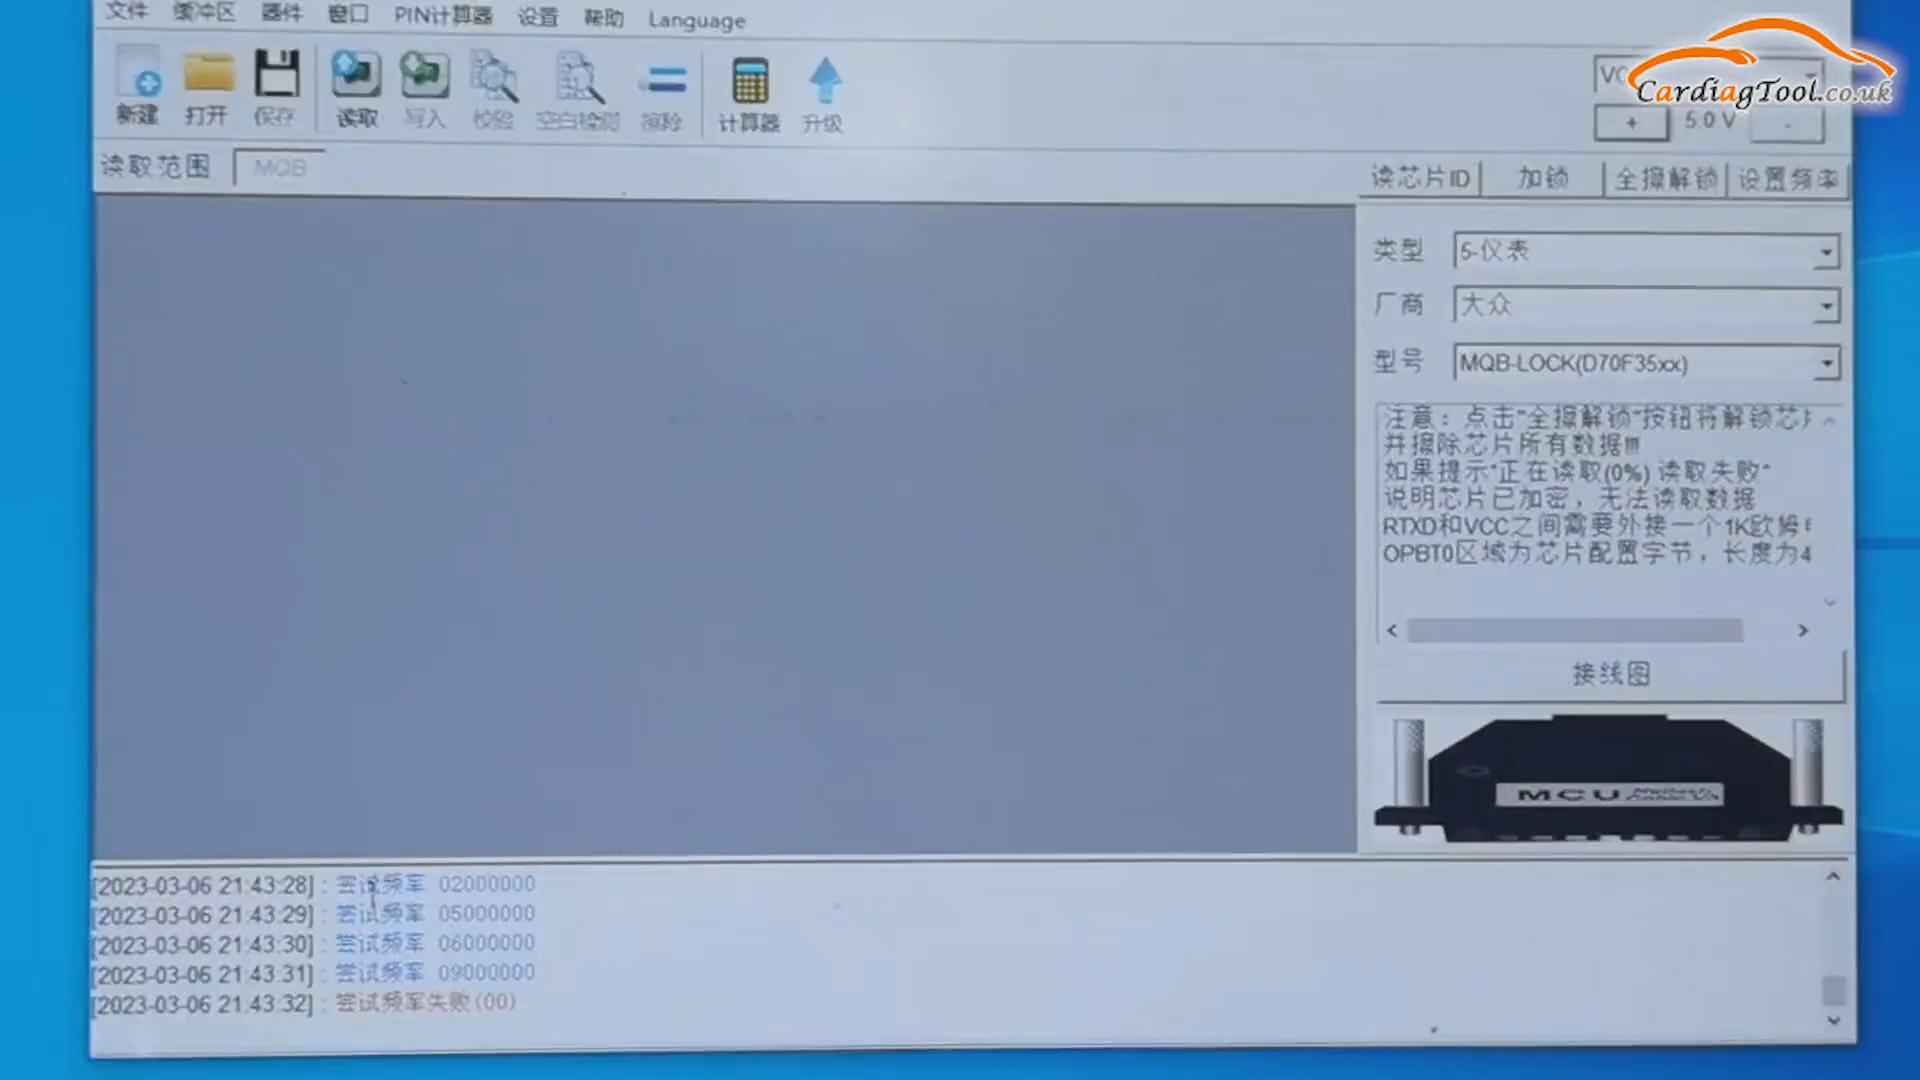 文件 缓冲区 器件 窗口 PIN计算器 设置 帮助 Language
新建 打开 保存 读取 写入 校验 空白检测 擦除 计算器 升级
CardiagTool.co.uk
+ 5.0 V -
读取范围 MQB
读芯片ID 加锁 全擦解锁 设置频率
类型 5-仪表
厂商 大众
型号 MQB-LOCK(D70F35xx)
注意：点击"全擦解锁"按钮将解锁芯
并擦除芯片所有数据!!!
如果提示"正在读取(0%) 读取失败"
说明芯片已加密，无法读取数据
RTXD和VCC之间需要外接一个1K欧姆
OPBT0区域为芯片配置字节，长度为4
接线图
MCU
[2023-03-06 21:43:28] : 尝试频率 02000000
[2023-03-06 21:43:29] : 尝试频率 05000000
[2023-03-06 21:43:30] : 尝试频率 06000000
[2023-03-06 21:43:31] : 尝试频率 09000000
[2023-03-06 21:43:32] : 尝试频率失败(00)